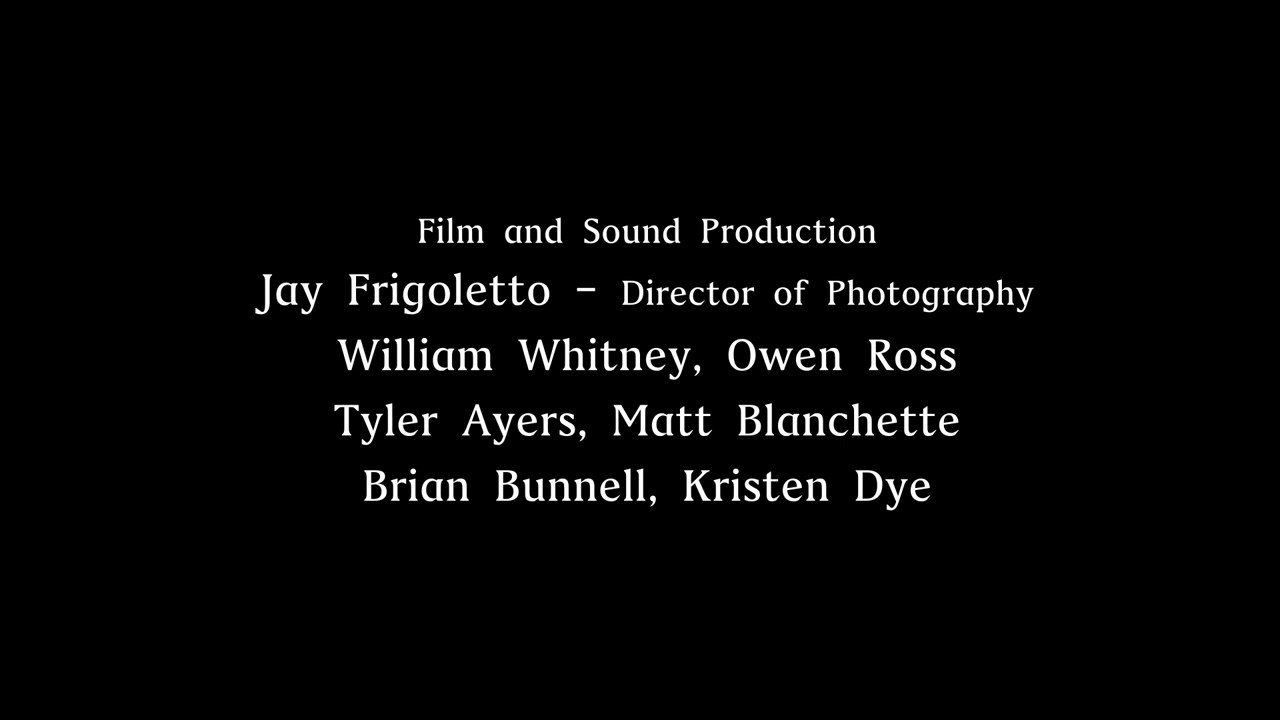 Film and Sound Production
Jay Frigoletto - Director of Photography
William Whitney, Owen Ross
Tyler Ayers, Matt Blanchette
Brian Bunnell, Kristen Dye